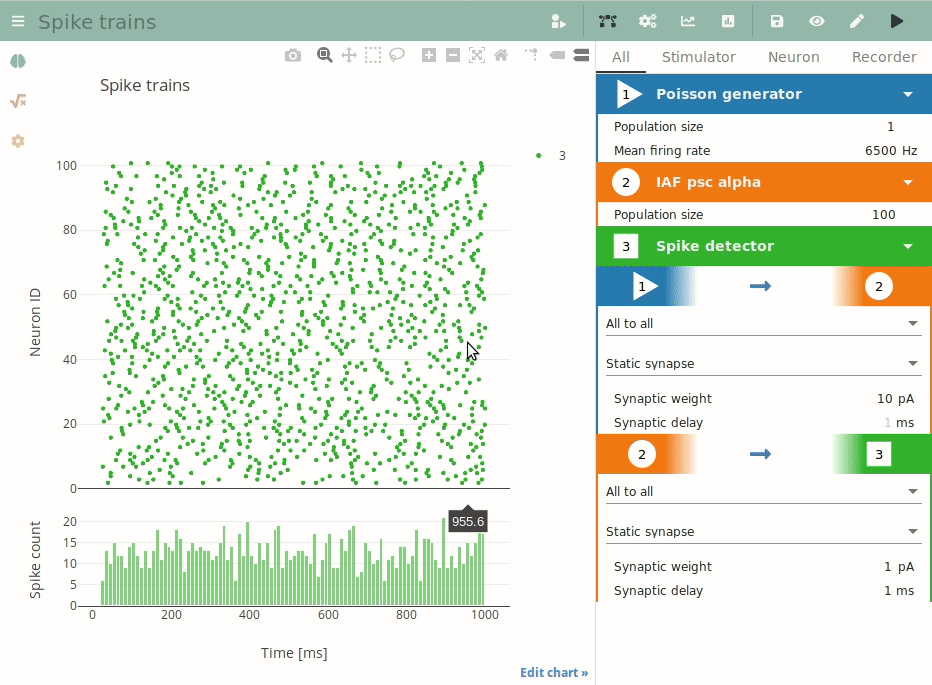 Spike trains
All Stimulator Neuron Recorder
Spike trains
1 Poisson generator
Population size 1
Mean firing rate 6500 Hz
2 IAF psc alpha
Population size 100
3 Spike detector
1 2
All to all
Static synapse
Synaptic weight 10 pA
Synaptic delay 1 ms
2 3
All to all
Static synapse
Synaptic weight 1 pA
Synaptic delay 1 ms
3
Neuron ID
100
80
60
40
20
0
955.6
Spike count
20
15
10
5
0
0 200 400 600 800 1000
Time [ms]
Edit chart »